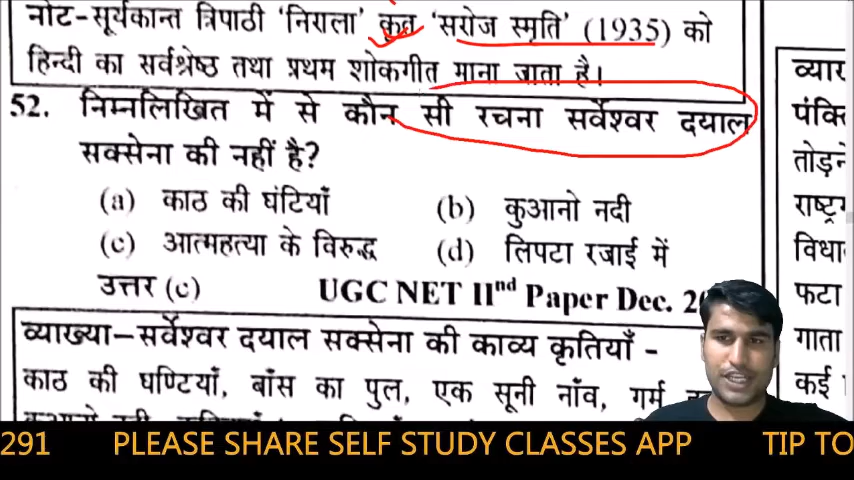 नोट-सूर्यकान्त त्रिपाठी 'निराला' कृत 'सरोज स्मृति' (1935) को
हिन्दी का सर्वश्रेष्ठ तथा प्रथम शोकगीत माना जाता है।
52. निम्नलिखित में से कौन सी रचना सर्वेश्वर दयाल
सक्सेना की नहीं है?
(a) काठ की घंटियाँ (b) कुआनो नदी
(c) आत्महत्या के विरुद्ध (d) लिपटा रजाई में
उत्तर (c) UGC NET IInd Paper Dec.
व्याख्या–सर्वेश्वर दयाल सक्सेना की काव्य कृतियाँ -
काठ की घण्टियाँ, बाँस का पुल, एक सूनी नाँव, गर्म
तोड़ने
गाता
फटा
291 PLEASE SHARE SELF STUDY CLASSES APP TIP TO